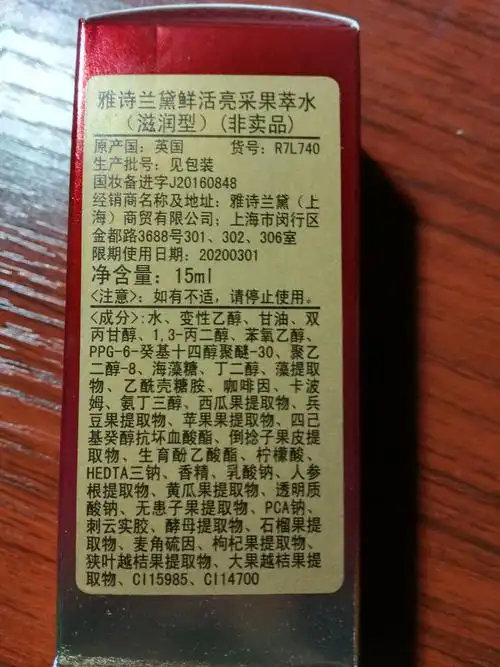 雅诗兰黛鲜活亮采果萃水
（滋润型）(非卖品)
原产国：英国 货号：R7L740
生产批号：见包装
国妆备进字J20160848
经销商名称及地址：雅诗兰黛（上
海）商贸有限公司；上海市闵行区
金都路3688号301、302、306室
限期使用日期：20200301
净含量：15ml
<注意>：如有不适，请停止使用。
<成分>:水、变性乙醇、甘油、双
丙甘醇、1,3-丙二醇、苯氧乙醇、
PPG-6-癸基十四醇聚醚-30、聚乙
二醇-8、海藻糖、丁二醇、藻提取
物、乙酰壳糖胺、咖啡因、卡波
姆、氨丁三醇、西瓜果提取物、兵
豆果提取物、苹果果提取物、四己
基癸醇抗坏血酸酯、倒捻子果皮提
取物、生育酚乙酸酯、柠檬酸、
HEDTA三钠、香精、乳酸钠、人参
根提取物、黄瓜果提取物、透明质
酸钠、无患子果提取物、PCA钠、
刺云实胶、酵母提取物、石榴果提
取物、麦角硫因、枸杞果提取物、
狭叶越桔果提取物、大果越桔果提
取物、CI15985、CI14700